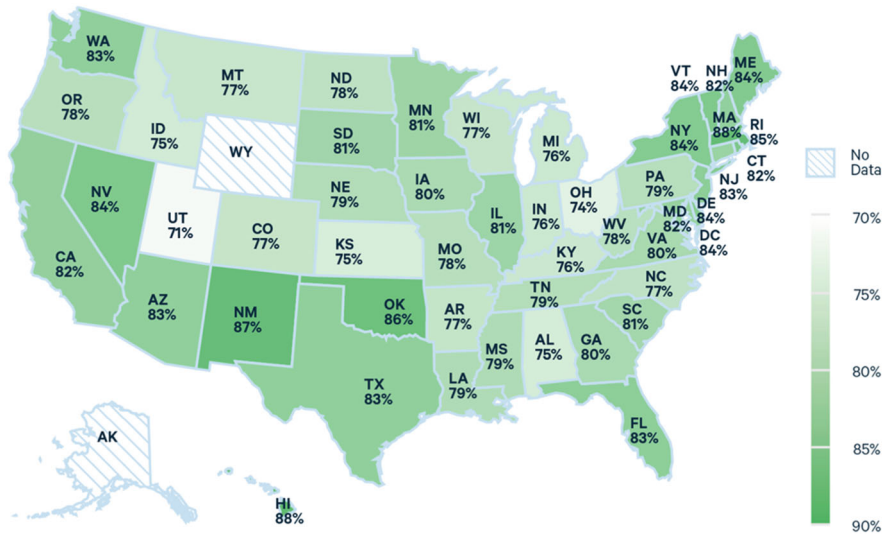 WA
83%
OR
78%
ID
75%
MT
77%
ND
78%
MN
81%
WI
77%
SD
81%
WY
NE
79%
IA
80%
NV
84%
UT
71%
CO
77%
KS
75%
MO
78%
IL
81%
IN
76%
MI
76%
OH
74%
PA
79%
NY
84%
VT
84%
NH
82%
ME
84%
MA
88%
RI
85%
CT
82%
NJ
83%
DE
84%
MD
82%
DC
84%
WV
78%
VA
80%
KY
76%
NC
77%
TN
79%
SC
81%
CA
82%
AZ
83%
NM
87%
OK
86%
AR
77%
MS
79%
AL
75%
GA
80%
TX
83%
LA
79%
FL
83%
AK
HI
88%
No
Data
70%
75%
80%
85%
90%